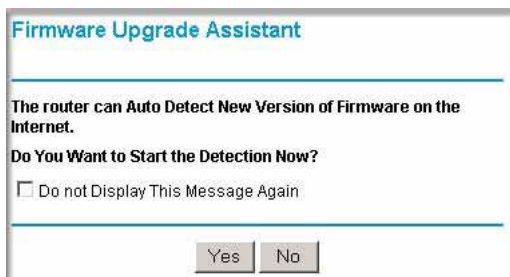 Firmware Upgrade Assistant
The router can Auto Detect New Version of Firmware on the
Internet.
Do You Want to Start the Detection Now?
Do not Display This Message Again
Yes No